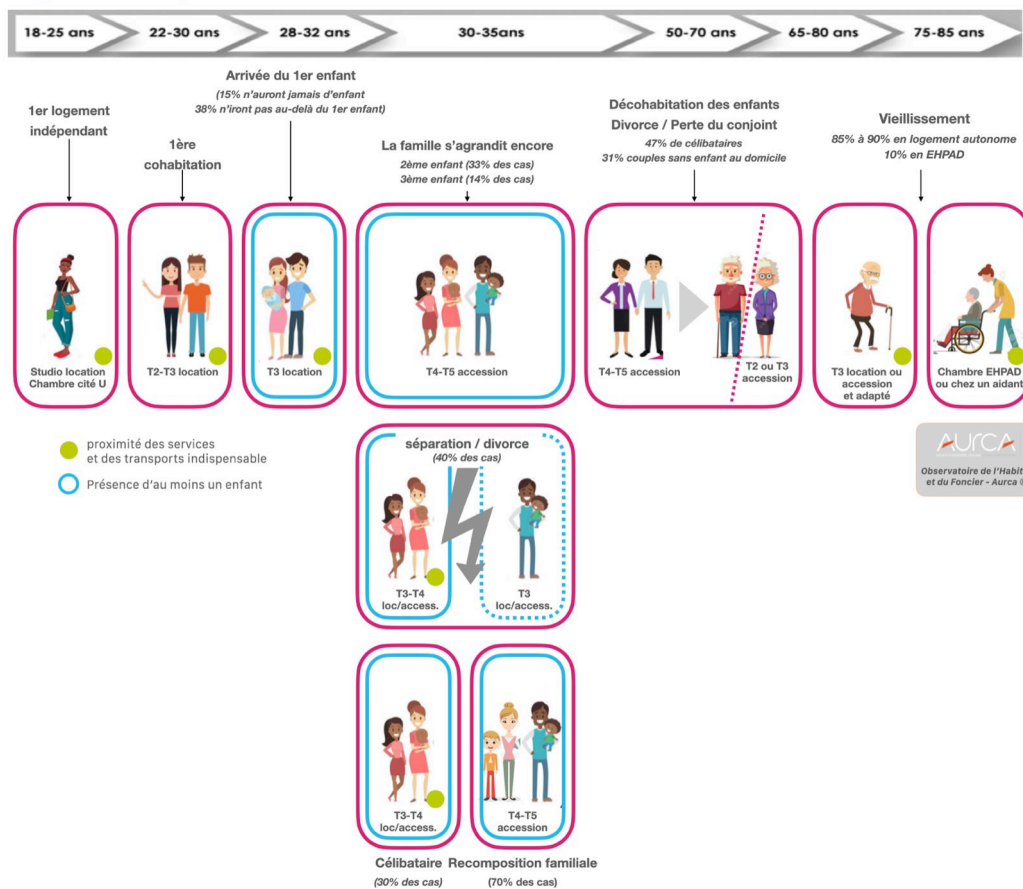 18-25 ans
22-30 ans
28-32 ans
30-35ans
50-70 ans
65-80 ans
75-85 ans
1er logement
indépendant
1ère
cohabitation
Arrivée du 1er enfant
(15% n'auront jamais d'enfant
38% n'iront pas au-delà du 1er enfant)
La famille s'agrandit encore
2ème enfant (33% des cas)
3ème enfant (14% des cas)
Décohabitation des enfants
Divorce / Perte du conjoint
47% de célibataires
31% couples sans enfant au domicile
Vieillissement
85% à 90% en logement autonome
10% en EHPAD
Studio location
Chambre cité U
T2-T3 location
T3 location
T4-T5 accession
T4-T5 accession
T2 ou T3
accession
T3 location ou
accession
et adapté
Chambre EHPAD
ou chez un aidant
proximité des services
et des transports indispensable
Présence d'au moins un enfant
séparation / divorce
(40% des cas)
T3-T4
loc/access.
T3
loc/access.
AURCA
Observatoire de l'Habit
et du Foncier - Aurca
T3-T4
loc/access.
T4-T5
accession
Célibataire
(30% des cas)
Recomposition familiale
(70% des cas)